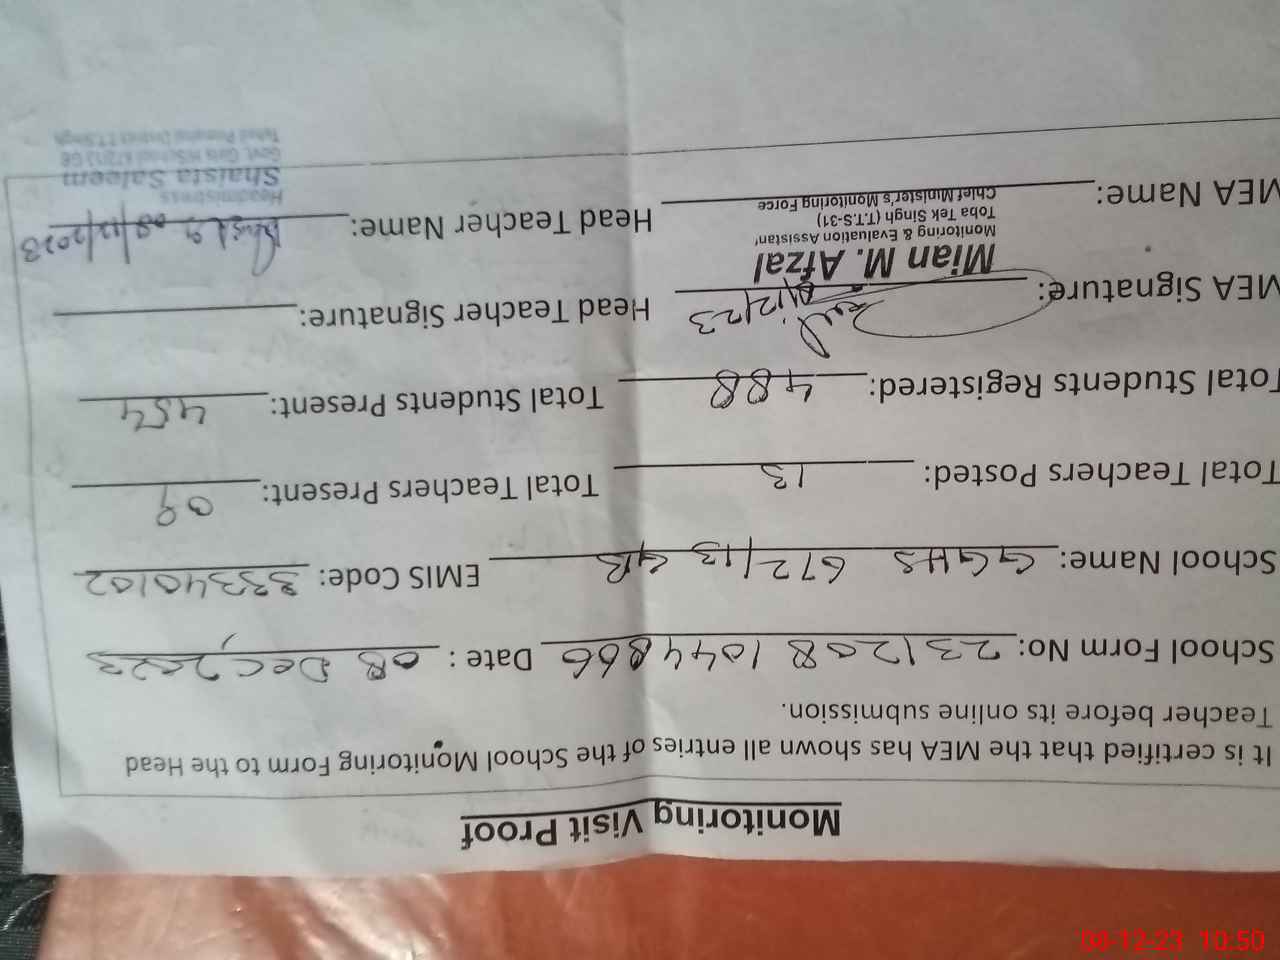 Monitoring Visit Proof
It is certified that the MEA has shown all entries of the School Monitoring Form to the Head
Teacher before its online submission.
School Form No: 2312081044866 Date: 08 Dec, 2023
School Name: GGHS 672/13 GB EMIS Code: 33340102
Total Teachers Posted: 13 Total Teachers Present: 09
Total Students Registered: 488 Total Students Present: 454
MEA Signature: 8/12/23 Head Teacher Signature:
Mian M. Afzal
Monitoring & Evaluation Assistant
Toba Tek Singh (T.T.S-31)
Chief Minister's Monitoring Force
MEA Name: Head Teacher Name: 08/12/2023
Headmistress
Shaista Saleem
Govt. Girls H/School 672/13 GB
Tehsil District T.T.Singh
08-12-23 10:50